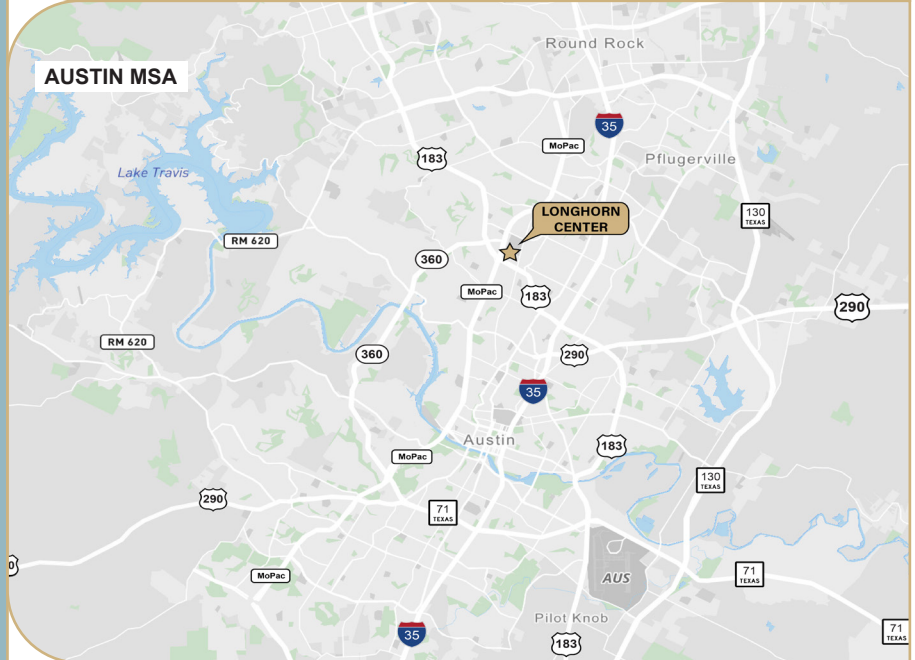 Round Rock
AUSTIN MSA
35
MoPac
183
Pflugerville
Lake Travis
LONGHORN
CENTER
130
TEXAS
RM 620
360
MoPac
183
290
RM 620
360
290
35
Austin
183
MoPac
130
TEXAS
290
71
TEXAS
0
MoPac
AUS
71
TEXAS
Pilot Knob
35
183
71
TEXAS